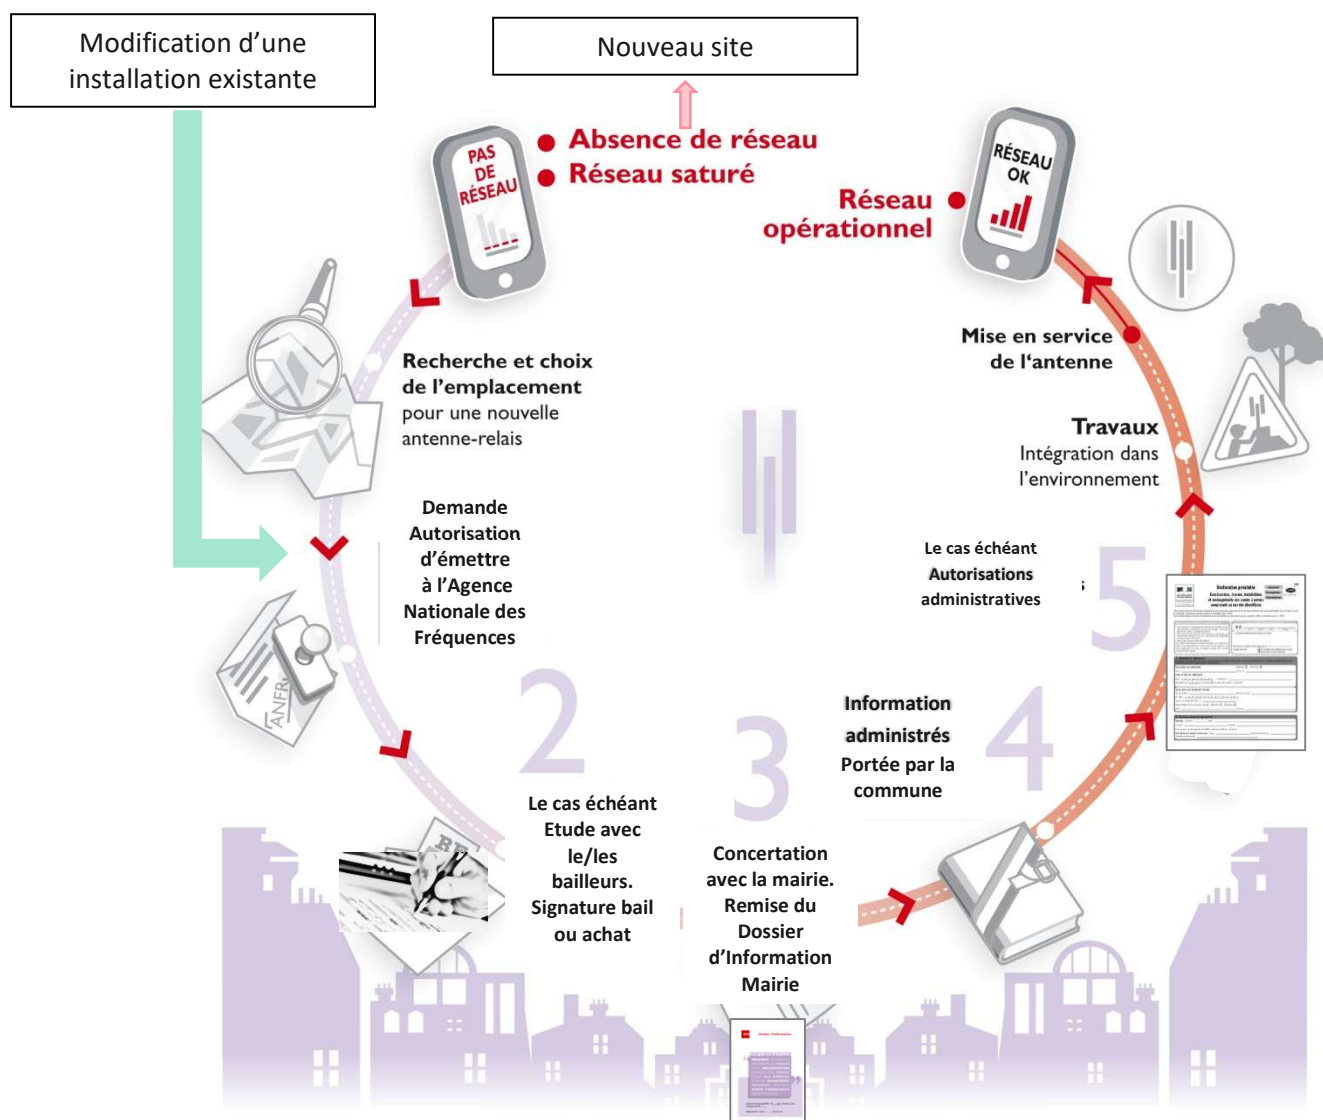 Modification d’une
installation existante
Nouveau site
Absence de réseau
Réseau saturé
PAS
DE
RÉSEAU
RÉSEAU
OK
Réseau
opérationnel
Recherche et choix
de l’emplacement
pour une nouvelle
antenne-relais
Mise en service
de l‘antenne
Travaux
Intégration dans
l’environnement
Demande
Autorisation
d’émettre
à l’Agence
Nationale des
Fréquences
ANFR
Le cas échéant
Autorisations
administratives
s
5
Déclaration préalable
2
Le cas échéant
Etude avec
le/les
bailleurs.
Signature bail
ou achat
3
Concertation
avec la mairie.
Remise du
Dossier
d’Information
Mairie
4
Information
administrés
Portée par la
commune